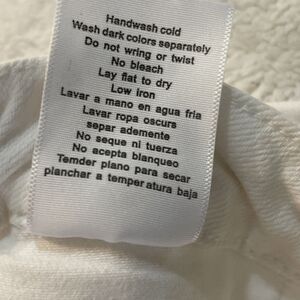 Handwash cold
Wash dark colors separately
Do not wring or twist
No bleach
Lay flat to dry
Low iron
Lavar a mano en agua fria
Lavar ropa oscurs
separ ademente
No seque ni tuerza
No acepta blanqueo
Temder plano para secar
planchar a temper atura baja